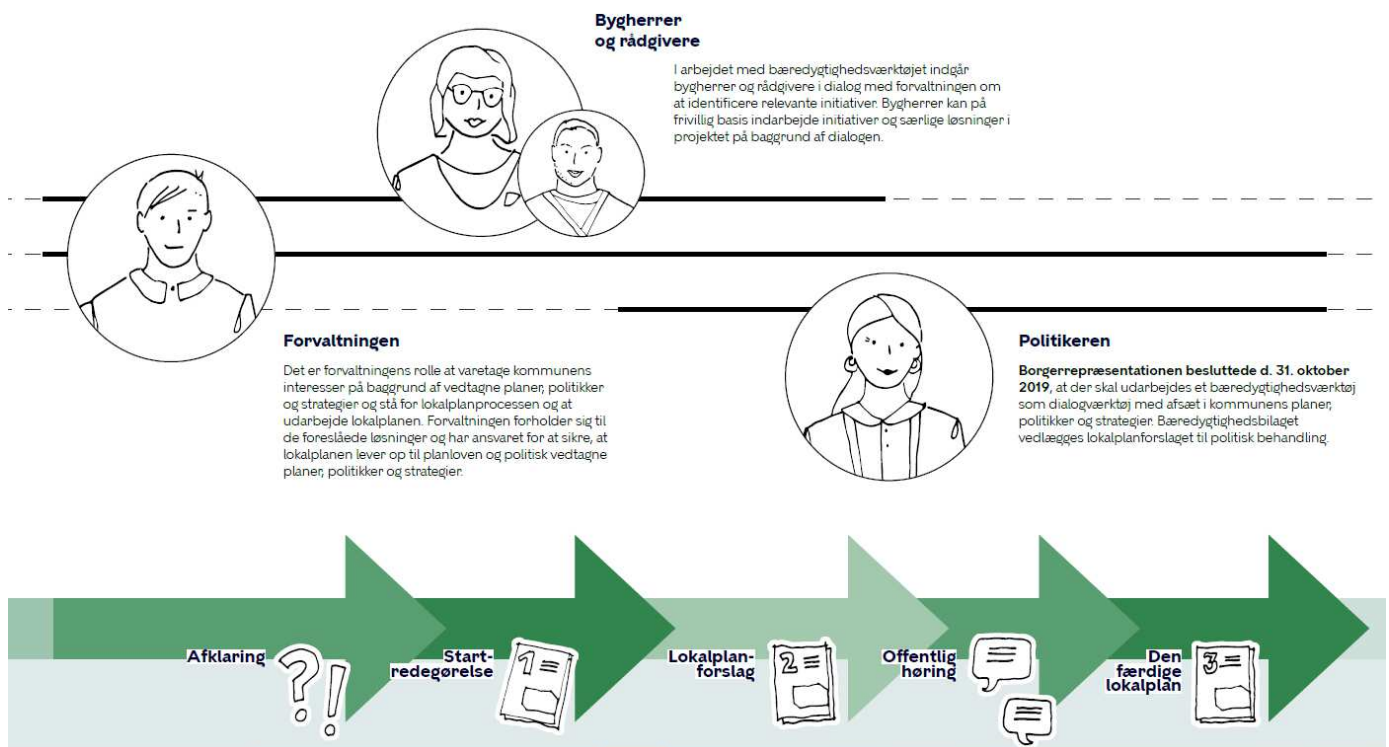 Bygherrer
og rådgivere
I arbejdet med bæredygtighedsværktøjet indgår
bygherrer og rådgivere i dialog med forvaltningen om
at identificere relevante initiativer. Bygherrer kan på
frivillig basis indarbejde initiativer og særlige løsninger i
projektet på baggrund af dialogen.
Forvaltningen
Det er forvaltningens rolle at varetage kommunens
interesser på baggrund af vedtagne planer, politikker
og strategier og stå for lokalplanprocessen og at
udarbejde lokalplanen. Forvaltningen forholder sig til
de foreslåede løsninger og har ansvaret for at sikre, at
lokalplanen lever op til planloven og politisk vedtagne
planer, politikker og strategier.
Politikeren
Borgerrepræsentationen besluttede d. 31. oktober
2019, at der skal udarbejdes et bæredygtighedsværktøj
som dialogværktøj med afsæt i kommunens planer,
politikker og strategier. Bæredygtighedsbilaget
vedlægges lokalplanforslaget til politisk behandling.
Afklaring
?!
Start-
redegørelse
1
Lokalplan-
forslag
2
Offentlig
høring
Den
færdige
lokalplan
3